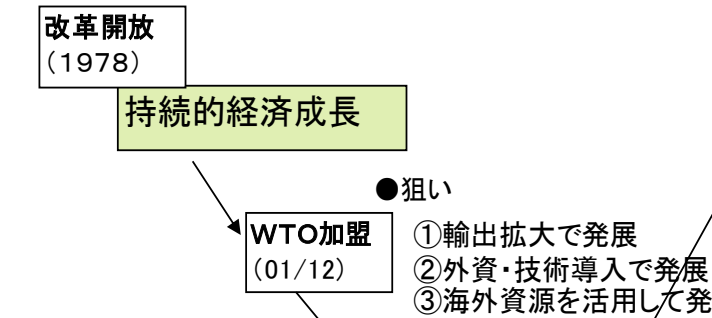 改革開放
(1978)
持続的経済成長
●狙い
WTO加盟
(01/12)
①輸出拡大で発展
②外資・技術導入で発展
③海外資源を活用して発